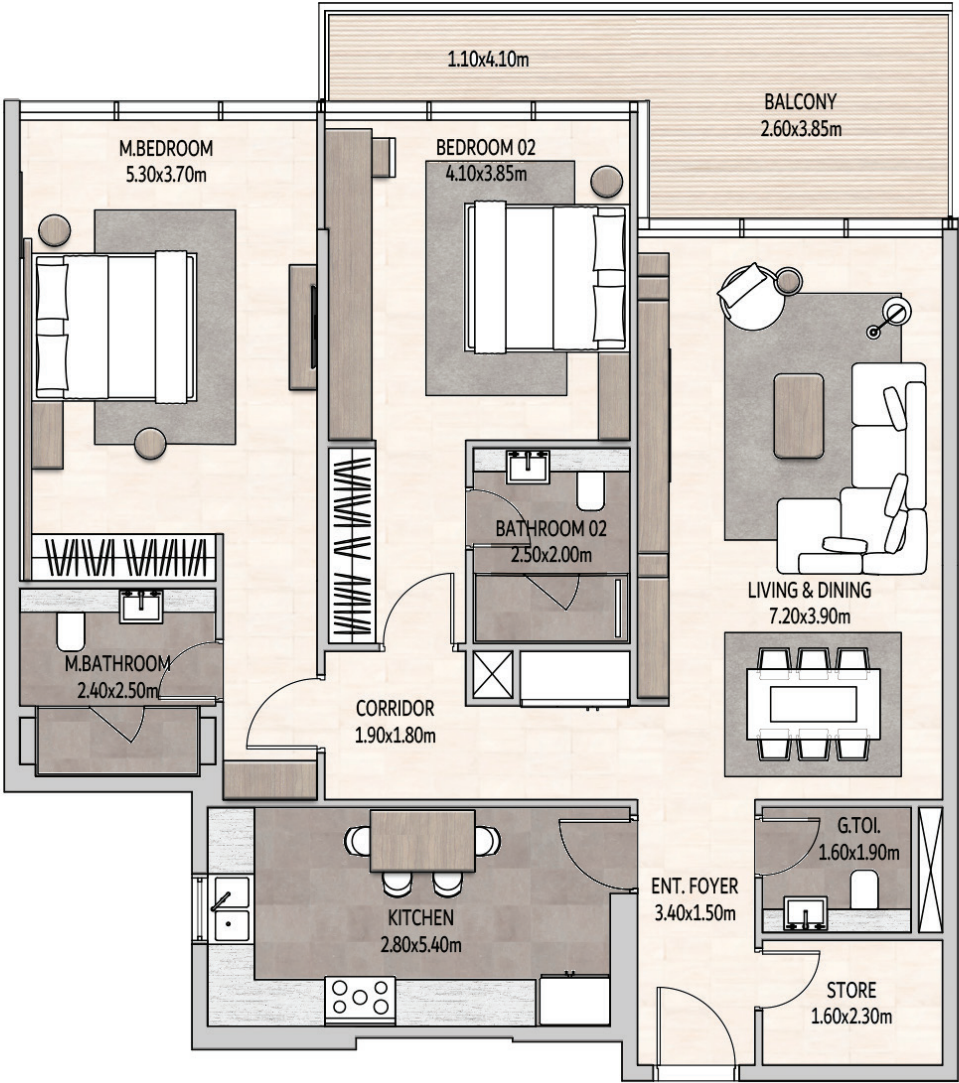 1.10x4.10m
BALCONY
2.60x3.85m
M.BEDROOM
5.30x3.70m
BEDROOM 02
4.10x3.85m
BATHROOM 02
2.50x2.00m
LIVING & DINING
7.20x3.90m
M.BATHROOM
2.40x2.50m
CORRIDOR
1.90x1.80m
G.TOI.
1.60x1.90m
ENT. FOYER
3.40x1.50m
KITCHEN
2.80x5.40m
STORE
1.60x2.30m